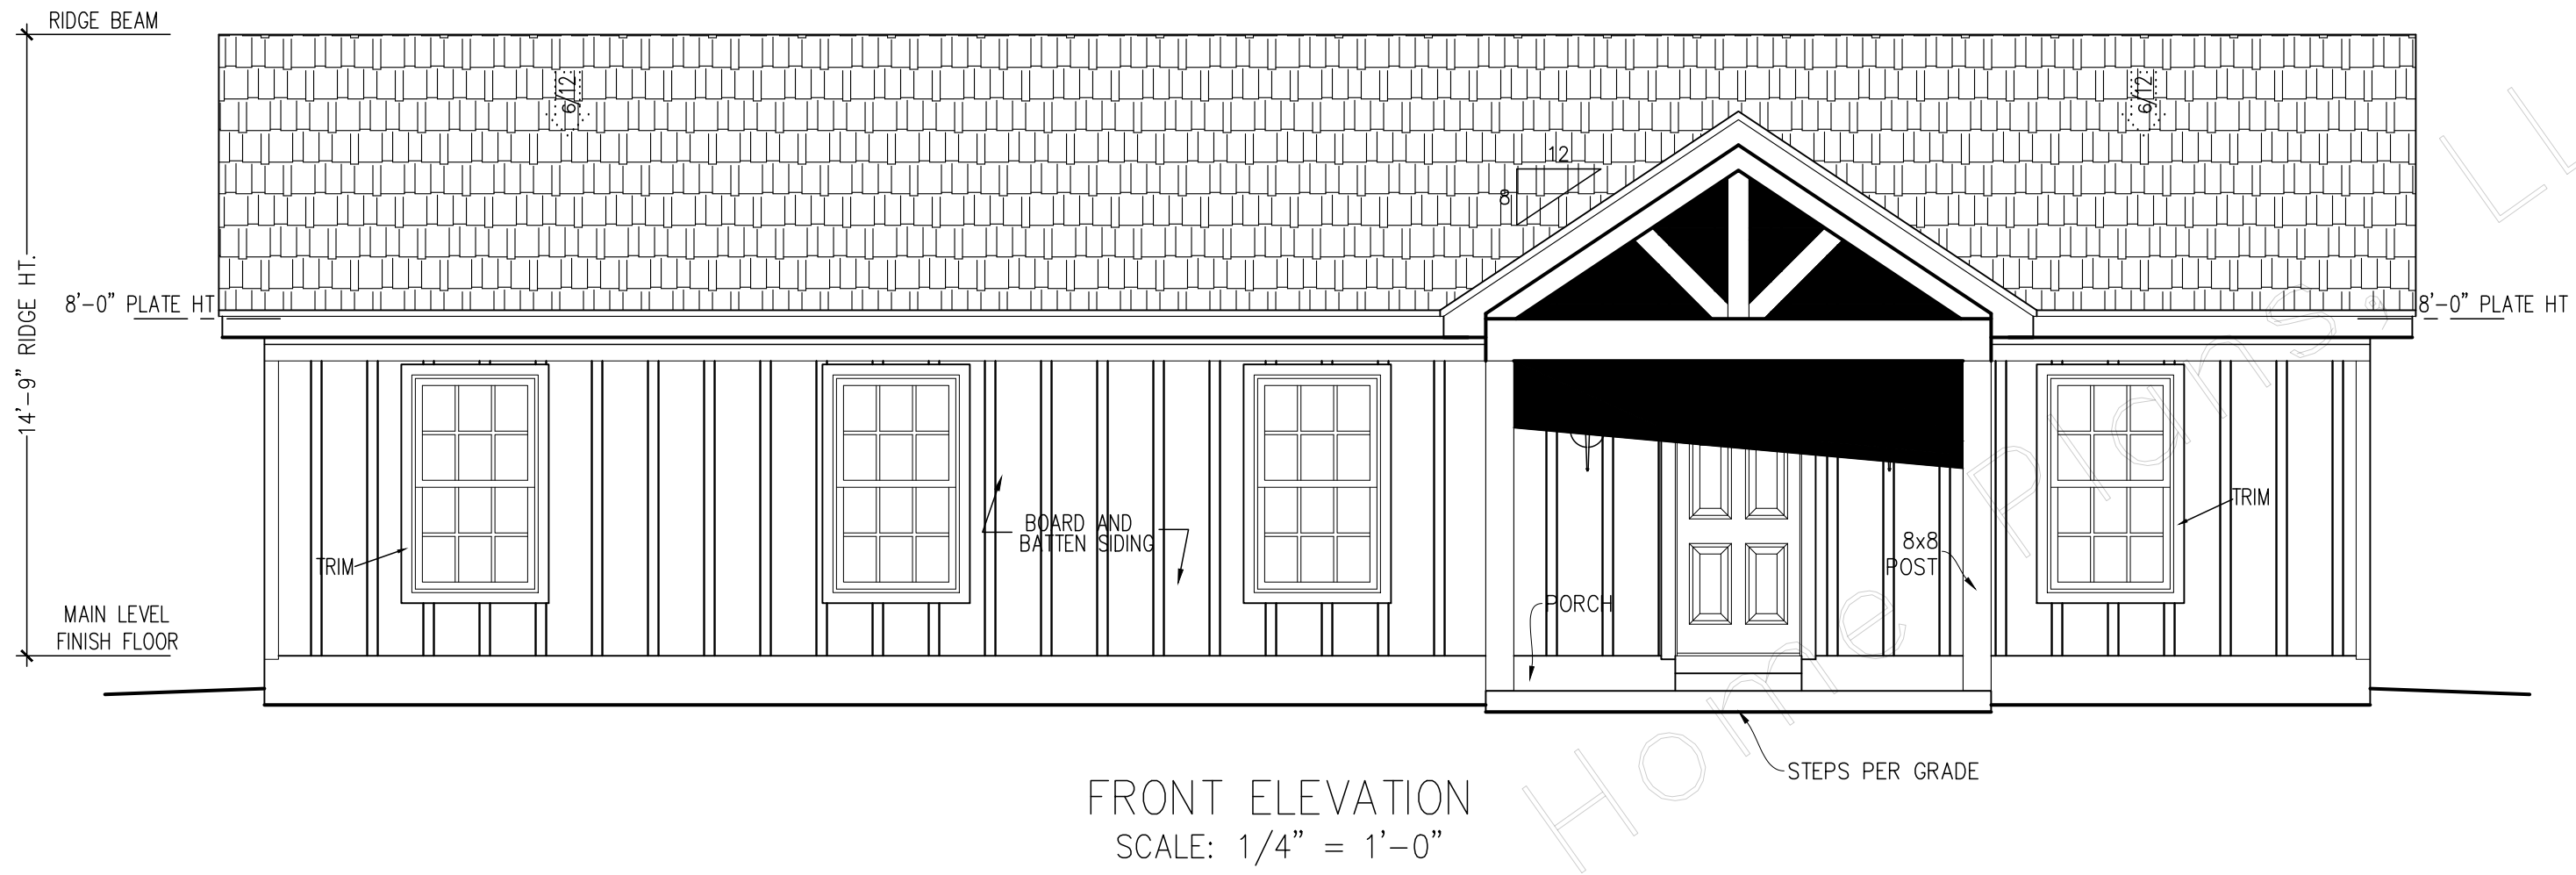 RIDGE BEAM
6/12
6/12
12
8
14'-9" RIDGE HT.
8'-0" PLATE HT
8'-0" PLATE HT
TRIM
BOARD AND
BATTEN SIDING
TRIM
8x8
POST
PORCH
MAIN LEVEL
FINISH FLOOR
STEPS PER GRADE
FRONT ELEVATION
SCALE: 1/4" = 1'-0"
Home Plans, LL